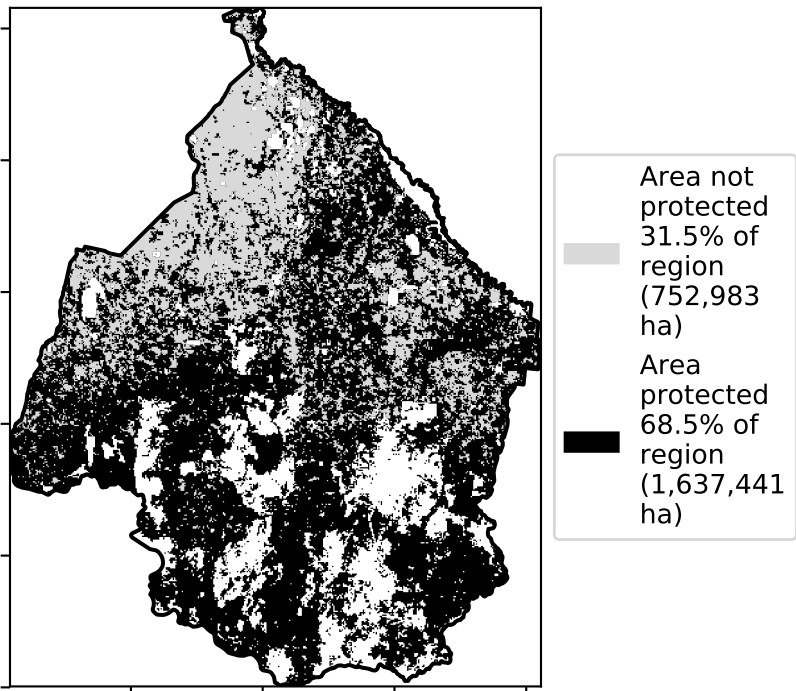 Area not
protected
31.5% of
region
(752,983
ha)
Area
protected
68.5% of
region
(1,637,441
ha)